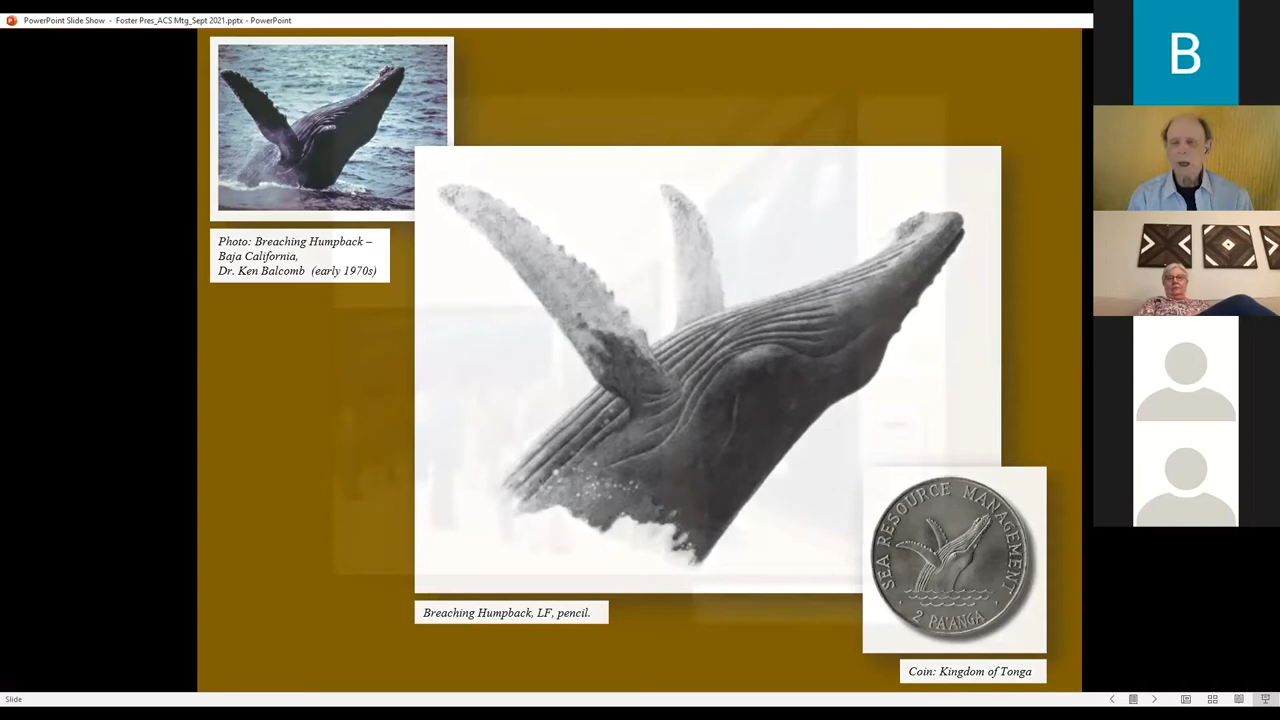 PowerPoint Slide Show - Foster Pres_ACS Mtg_Sept 2021.pptx - PowerPoint
B
Photo: Breaching Humpback –
Baja California,
Dr. Ken Balcomb (early 1970s)
SEA RESOURCE MANAGEMENT
· 2 PA'ANGA ·
Breaching Humpback, LF, pencil.
Coin: Kingdom of Tonga
Slide